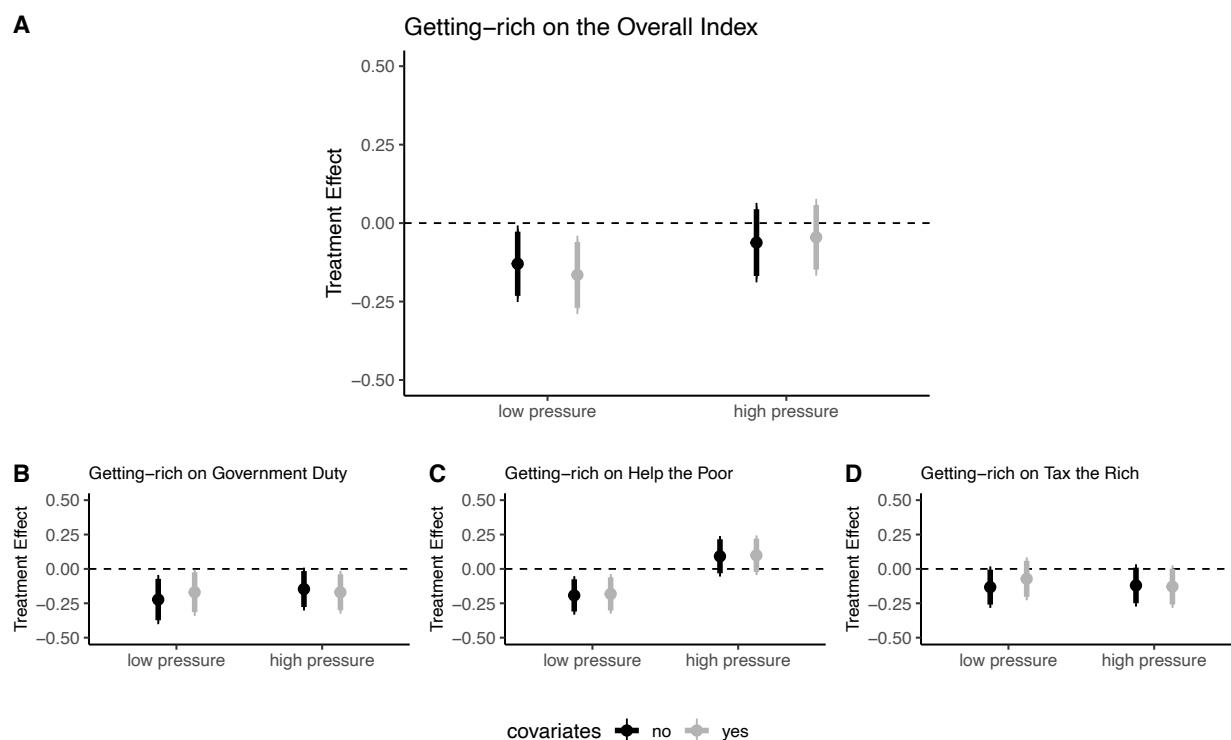 A
Getting−rich on the Overall Index
Treatment Effect
0.50
0.25
0.00
−0.25
−0.50
low pressure high pressure
B
Getting−rich on Government Duty
Treatment Effect
0.50
0.25
0.00
−0.25
−0.50
low pressure high pressure
C
Getting−rich on Help the Poor
Treatment Effect
0.50
0.25
0.00
−0.25
−0.50
low pressure high pressure
D
Getting−rich on Tax the Rich
Treatment Effect
0.50
0.25
0.00
−0.25
−0.50
low pressure high pressure
covariates no yes